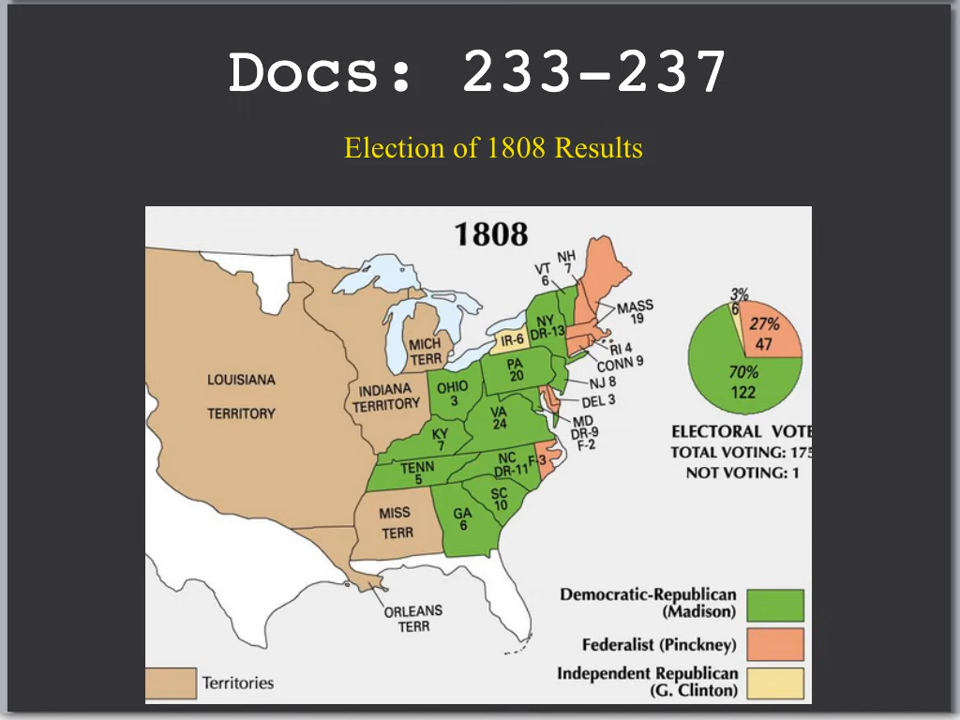 Docs: 233-237
Election of 1808 Results
1808
NH
7
VT
6
MASS
19
NY
DR-13
IR-6
RI 4
CONN 9
MICH
TERR
PA
20
NJ 8
OHIO
3
DEL 3
INDIANA
TERRITORY
LOUISIANA
TERRITORY
VA
24
MD
DR-9
F-2
KY
7
NC
DR-11
F-3
TENN
5
SC
10
MISS
TERR
GA
6
ORLEANS
TERR
3%
6
27%
47
70%
122
ELECTORAL VOTE
TOTAL VOTING: 175
NOT VOTING: 1
Democratic-Republican
(Madison)
Federalist (Pinckney)
Independent Republican
(G. Clinton)
Territories